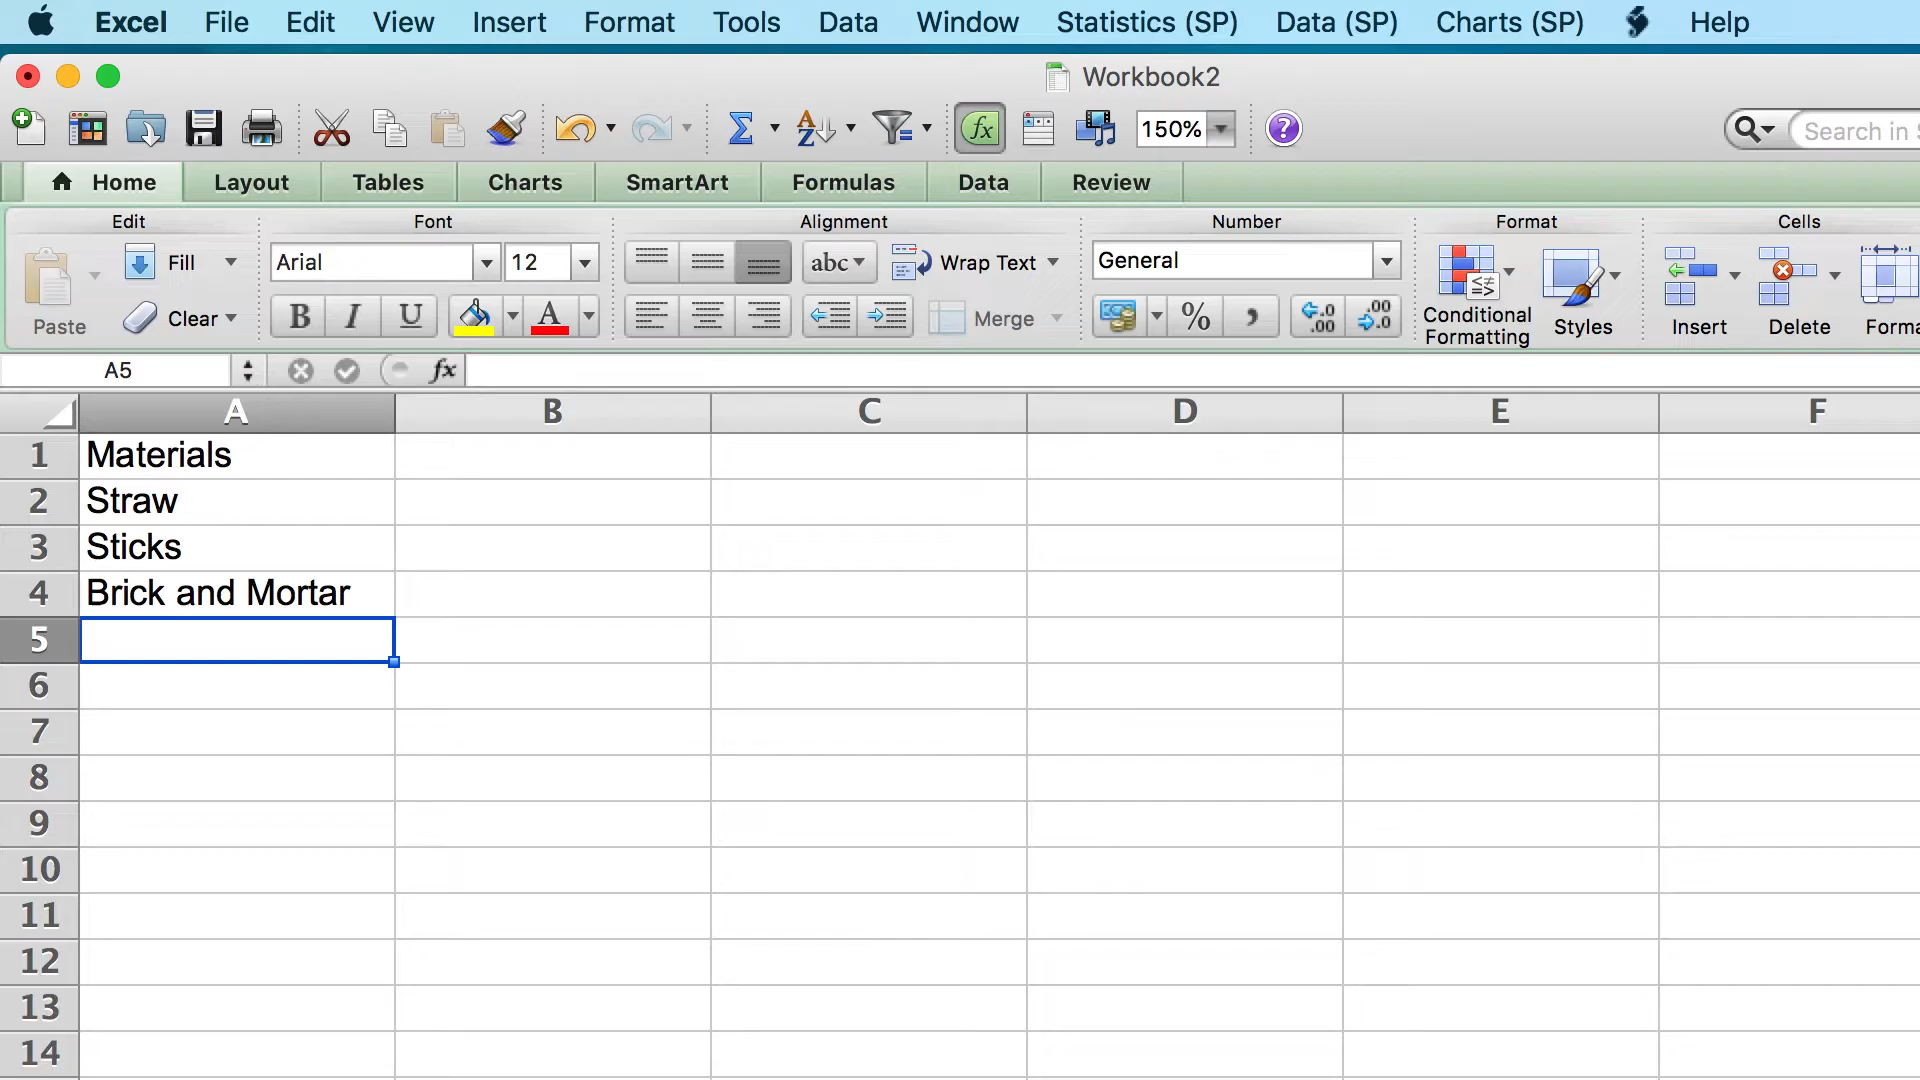 Excel File Edit View Insert Format Tools Data Window Statistics (SP) Data (SP) Charts (SP) Help
Workbook2
150%
Search in
Home Layout Tables Charts SmartArt Formulas Data Review
Edit Font Alignment Number Format Cells
Paste Fill Clear
Arial 12
B I U A
abc Wrap Text
Merge
General
%
Conditional Formatting
Styles
Insert Delete Forma
A5 fx
A B C D E F
1 Materials
2 Straw
3 Sticks
4 Brick and Mortar
5
6
7
8
9
10
11
12
13
14